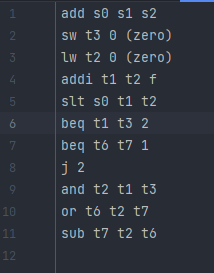 1 add s0 s1 s2
2 sw t3 0 (zero)
3 lw t2 0 (zero)
4 addi t1 t2 f
5 slt s0 t1 t2
6 beq t1 t3 2
7 beq t6 t7 1
8 j 2
9 and t2 t1 t3
10 or t6 t2 t7
11 sub t7 t2 t6
12